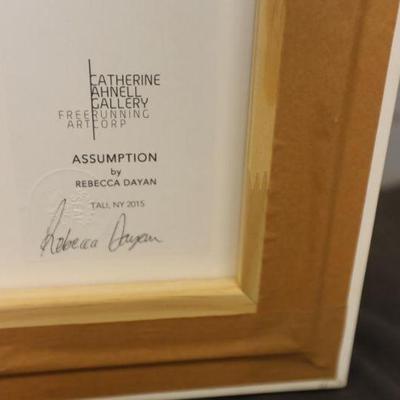 CATHERINE
AHNELL
GALLERY
FREERUNNING
ARTCORP
ASSUMPTION
by
REBECCA DAYAN
TALI, NY 2015
Rebecca Dayan